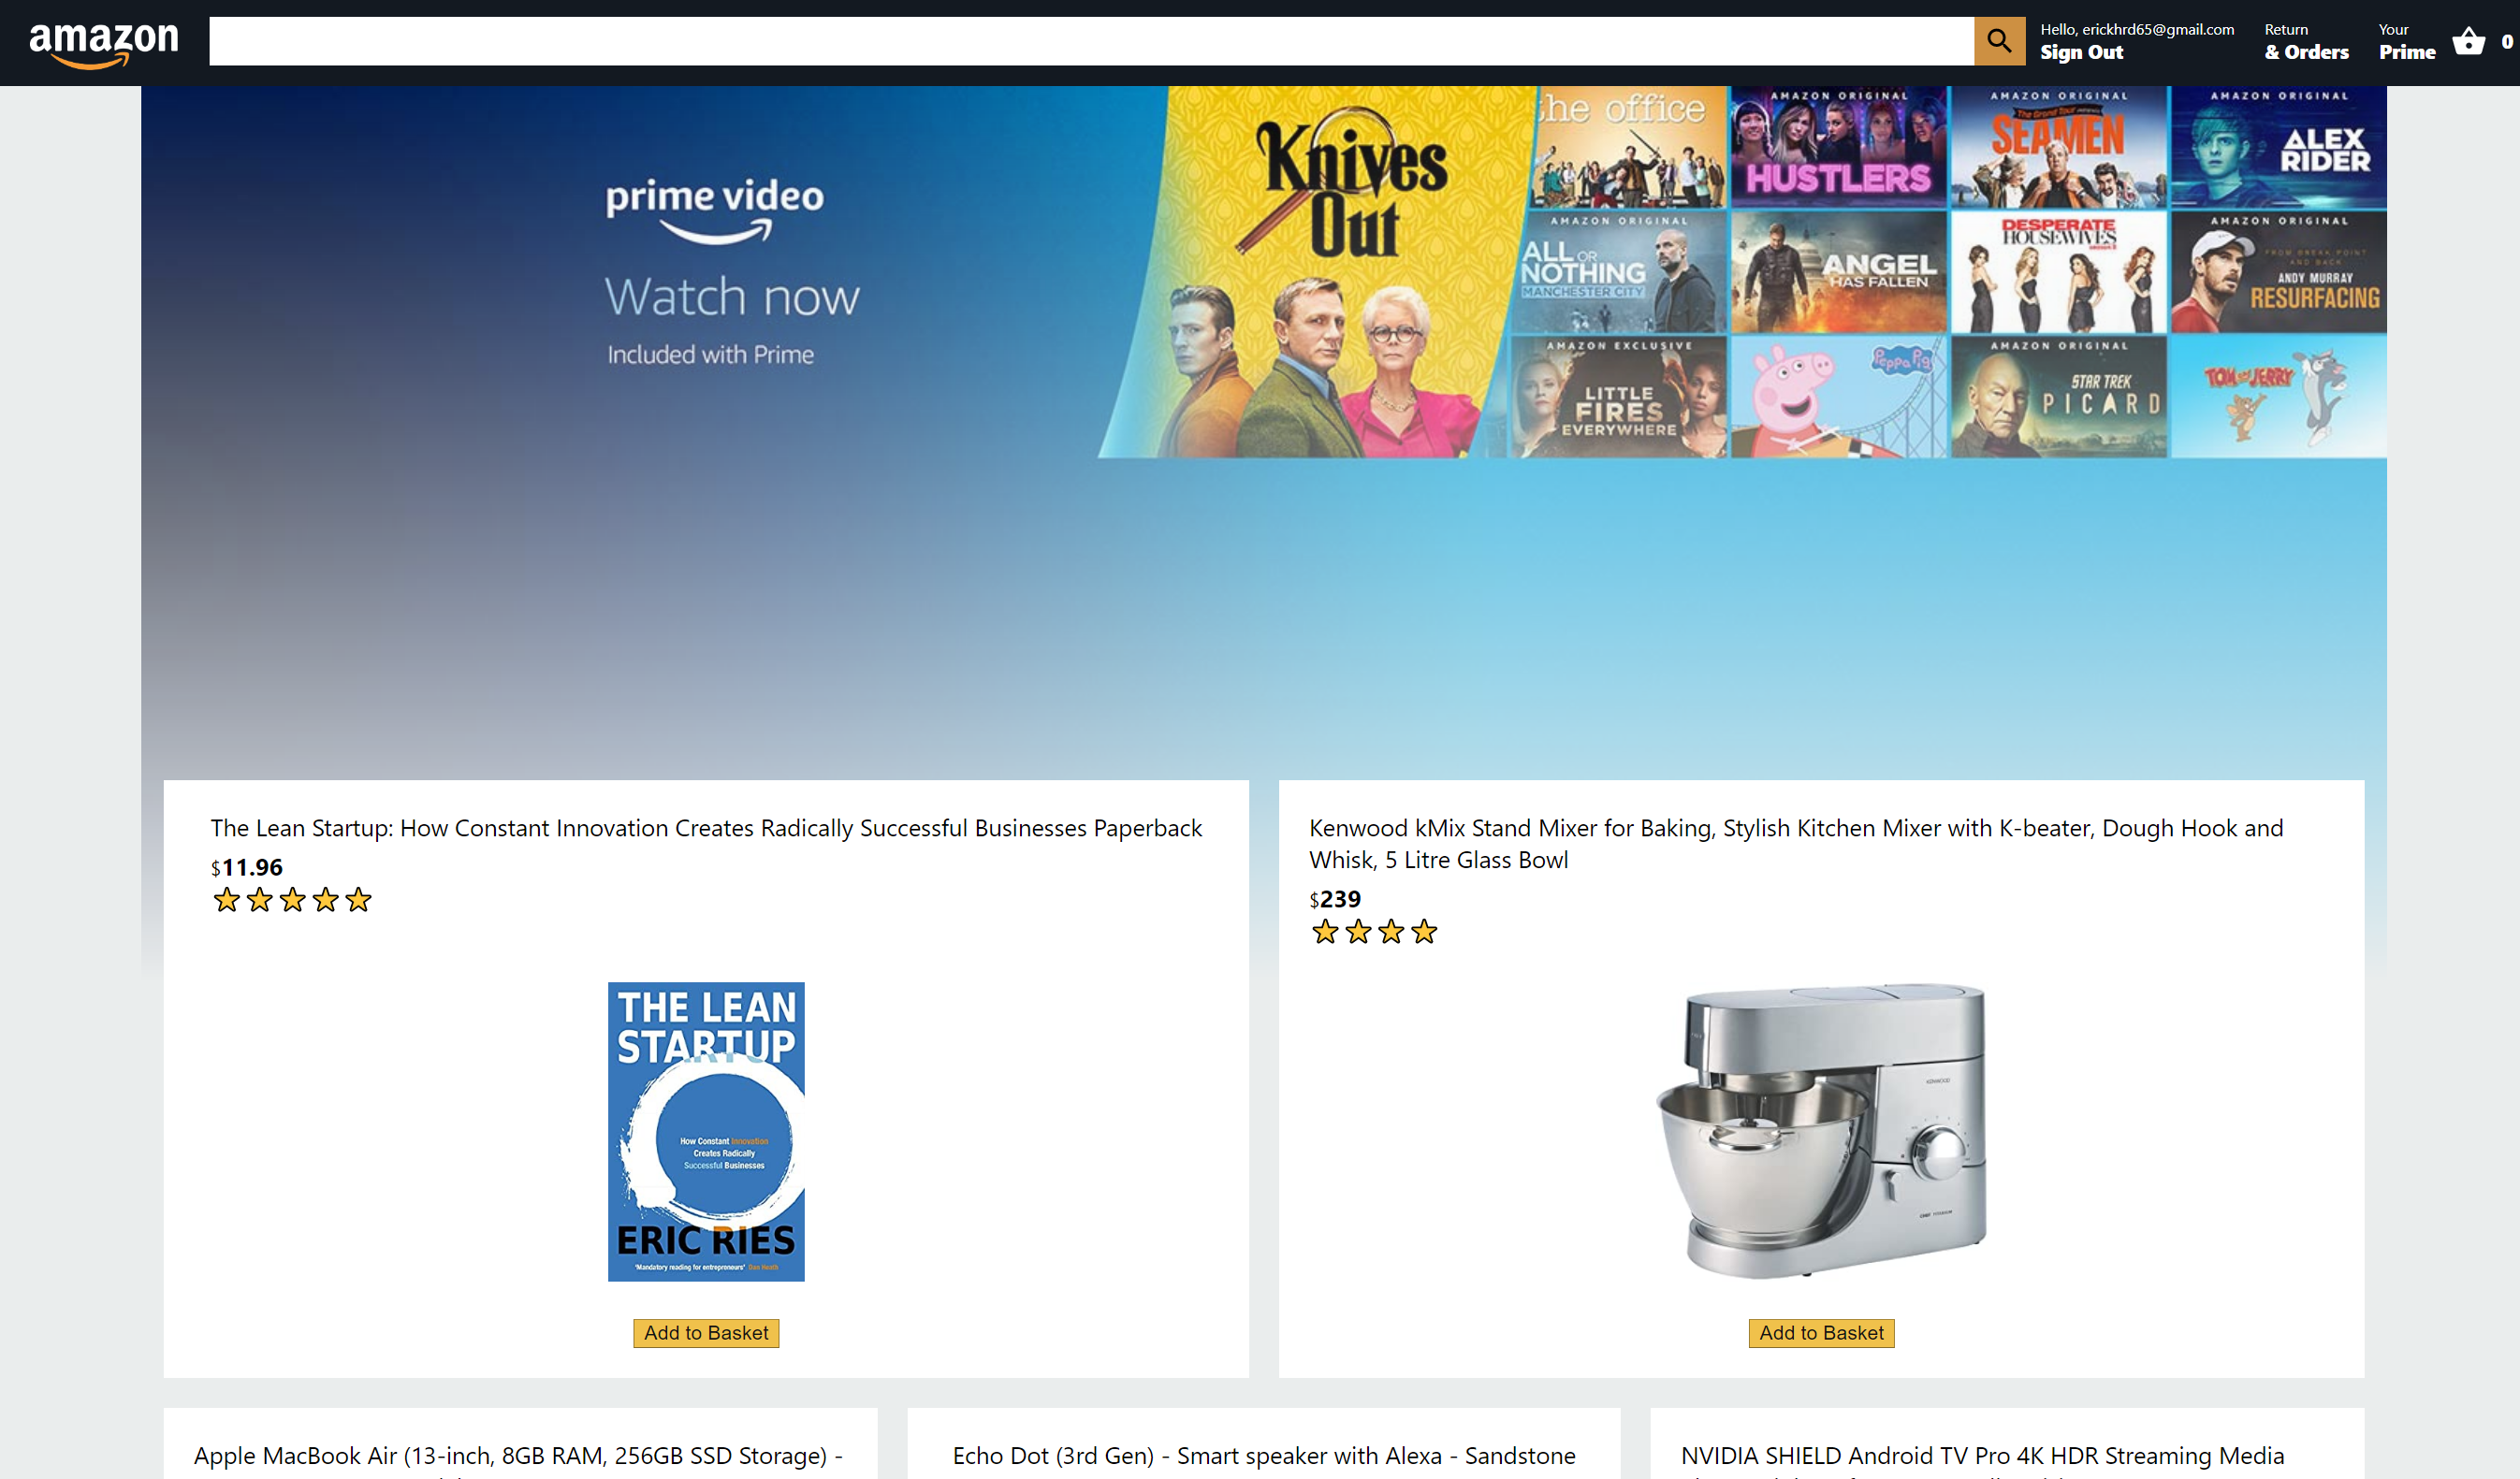 amazon
Hello, erickhrd65@gmail.com
Sign Out
Return
& Orders
Your
Prime
0
prime video
Watch now
Included with Prime
Knives
Out
the office
AMAZON ORIGINAL
HUSTLERS
AMAZON ORIGINAL
The Grand Tour presents
SEAMEN
AMAZON ORIGINAL
ALEX
RIDER
AMAZON ORIGINAL
ALL OR
NOTHING
MANCHESTER CITY
ANGEL
HAS FALLEN
DESPERATE
HOUSEWIVES
AMAZON ORIGINAL
FROM BREAK POINT
AND BACK
ANDY MURRAY
RESURFACING
AMAZON EXCLUSIVE
LITTLE
FIRES
EVERYWHERE
Peppa Pig
AMAZON ORIGINAL
STAR TREK
PICARD
TOM and JERRY
The Lean Startup: How Constant Innovation Creates Radically Successful Businesses Paperback
$11.96
THE LEAN
STARTUP
How Constant Innovation
Creates Radically
Successful Businesses
ERIC RIES
'Mandatory reading for entrepreneurs' Dan Heath
Add to Basket
Kenwood kMix Stand Mixer for Baking, Stylish Kitchen Mixer with K-beater, Dough Hook and
Whisk, 5 Litre Glass Bowl
$239
KENWOOD
CHEF TITANIUM
Add to Basket
Apple MacBook Air (13-inch, 8GB RAM, 256GB SSD Storage) -
Echo Dot (3rd Gen) - Smart speaker with Alexa - Sandstone
NVIDIA SHIELD Android TV Pro 4K HDR Streaming Media